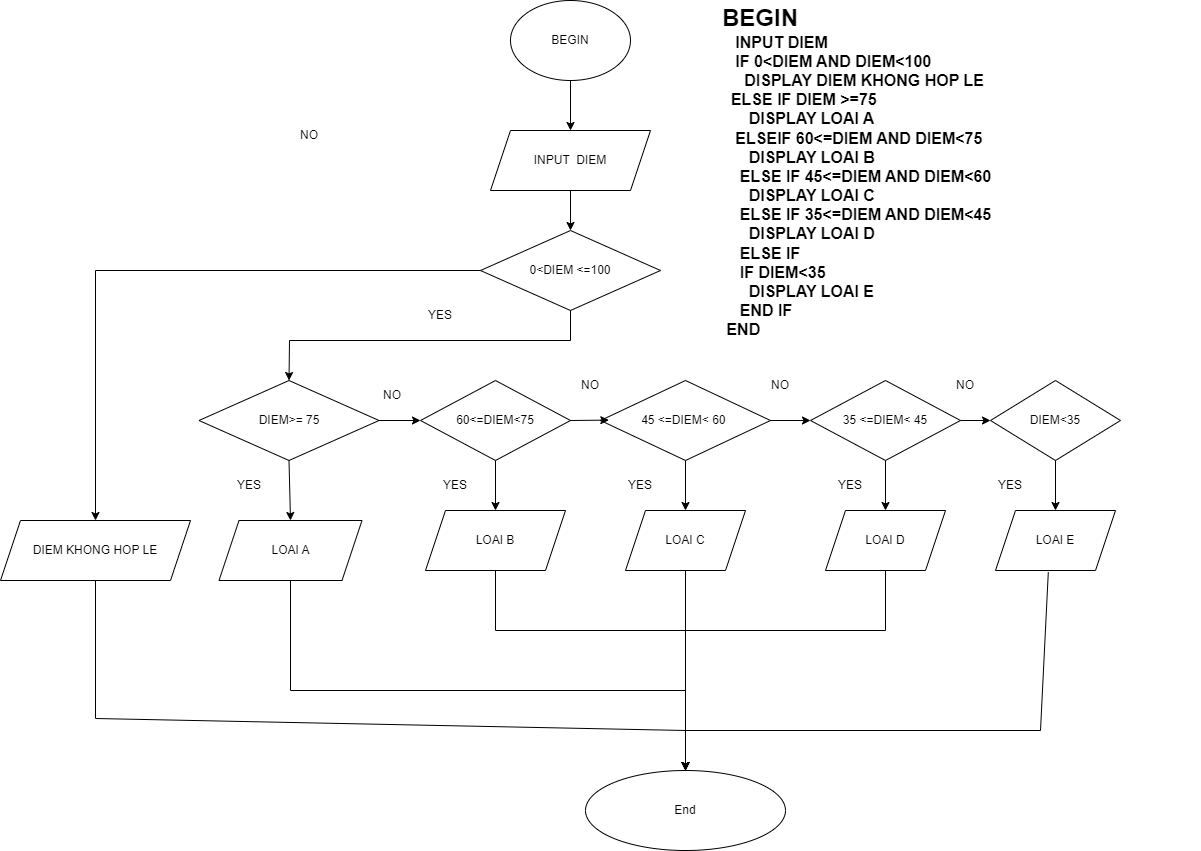 BEGIN
BEGIN
INPUT DIEM
IF 0<DIEM AND DIEM<100
DISPLAY DIEM KHONG HOP LE
ELSE IF DIEM >=75
DISPLAY LOAI A
ELSEIF 60<=DIEM AND DIEM<75
DISPLAY LOAI B
ELSE IF 45<=DIEM AND DIEM<60
DISPLAY LOAI C
ELSE IF 35<=DIEM AND DIEM<45
DISPLAY LOAI D
ELSE IF
IF DIEM<35
DISPLAY LOAI E
END IF
END
NO
INPUT DIEM
0<DIEM <=100
YES
NO
NO
NO
NO
DIEM>= 75
60<=DIEM<75
45 <=DIEM< 60
35 <=DIEM< 45
DIEM<35
YES
YES
YES
YES
YES
DIEM KHONG HOP LE
LOAI A
LOAI B
LOAI C
LOAI D
LOAI E
End